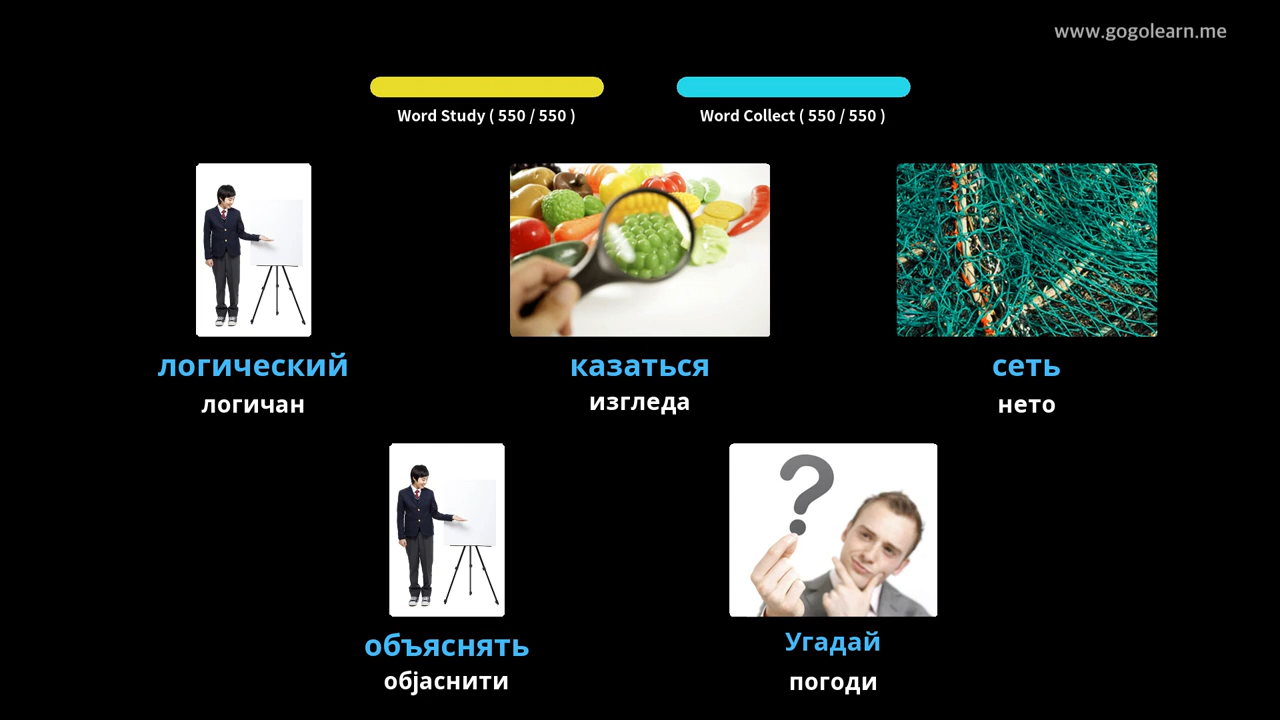 www.gogolearn.me
Word Study ( 550 / 550 )
Word Collect ( 550 / 550 )
логический
логичан
казаться
изгледа
сеть
нето
объяснять
објаснити
Угадай
погоди